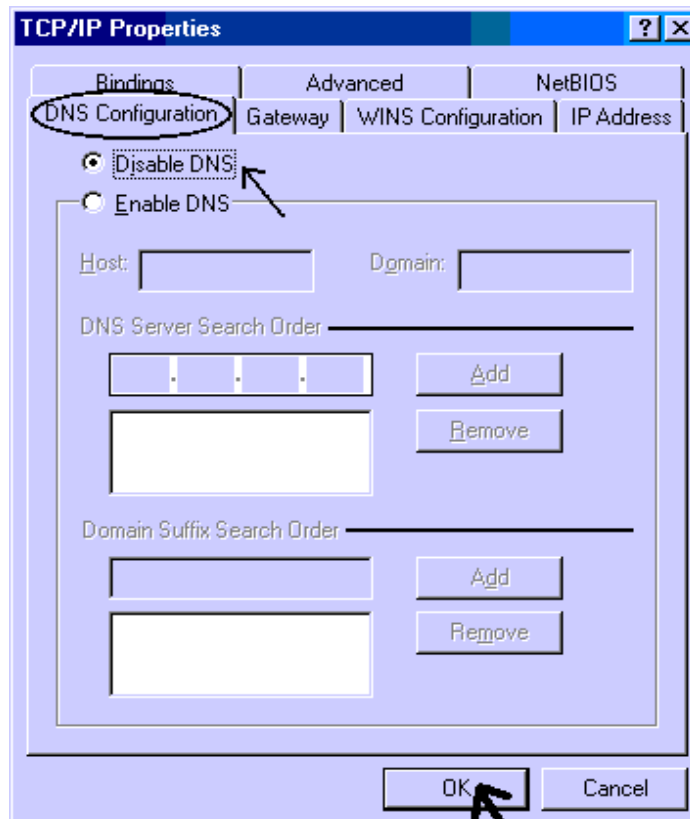 TCP/IP Properties
Bindings Advanced NetBIOS
DNS Configuration Gateway WINS Configuration IP Address
Disable DNS
Enable DNS
Host: Domain:
DNS Server Search Order
. . .
Add
Remove
Domain Suffix Search Order
Add
Remove
OK Cancel